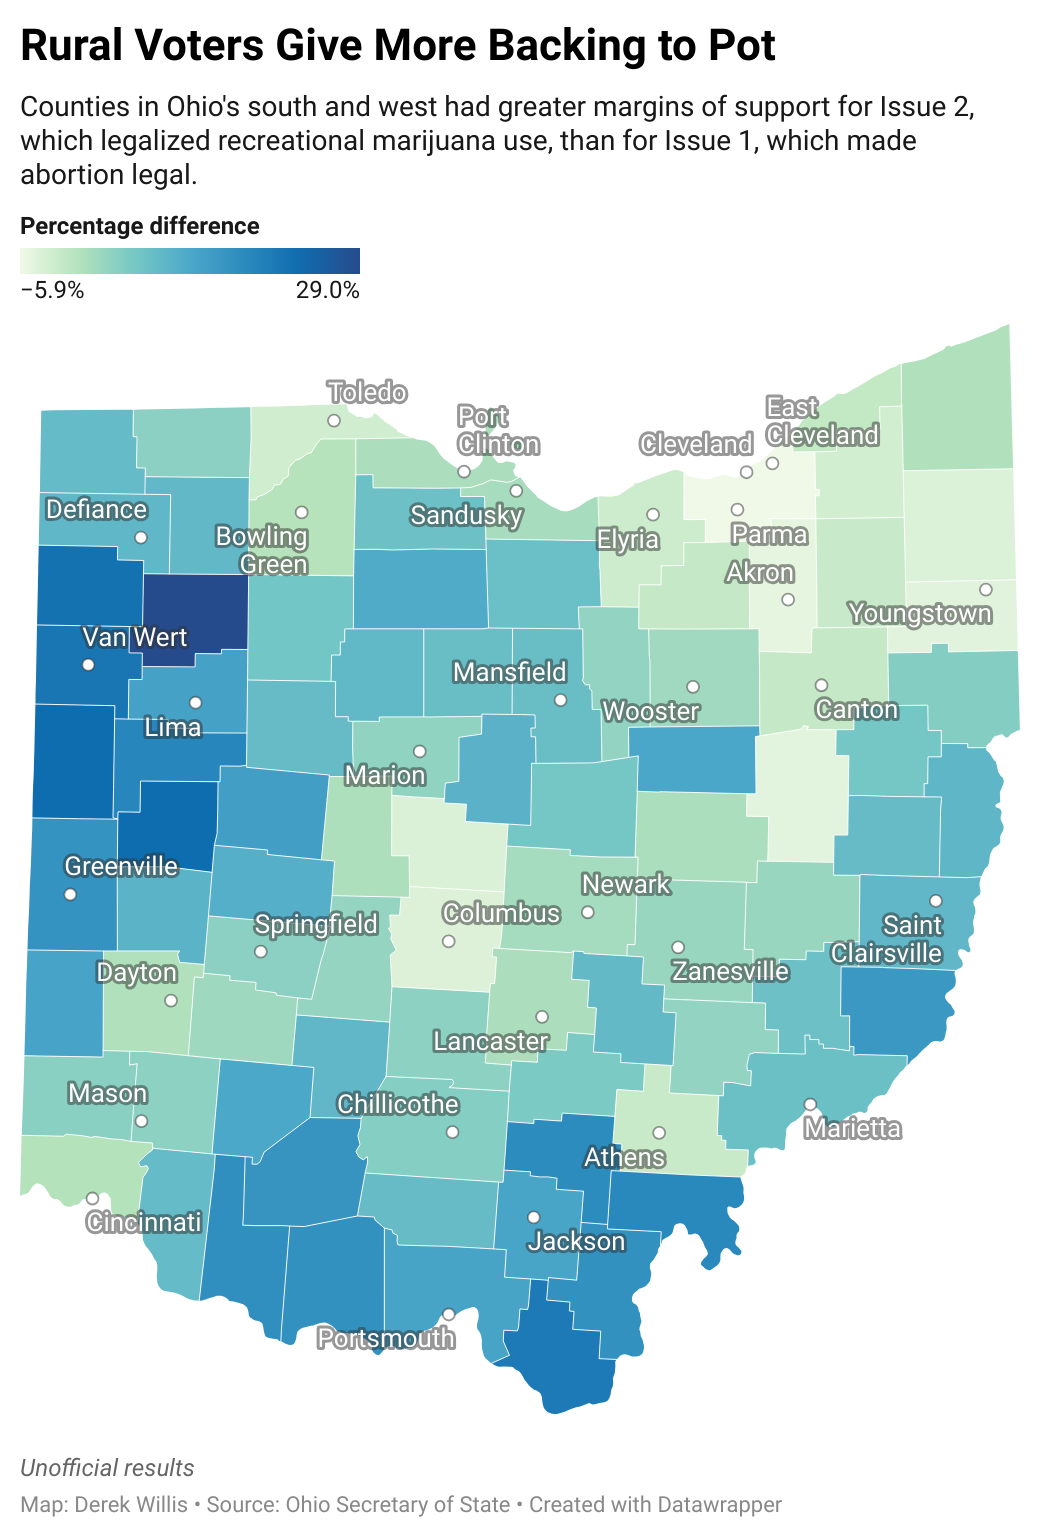 Rural Voters Give More Backing to Pot
Counties in Ohio's south and west had greater margins of support for Issue 2,
which legalized recreational marijuana use, than for Issue 1, which made
abortion legal.
Percentage difference
−5.9%
29.0%
Toledo
Port
Clinton
East
Cleveland
Cleveland
Defiance
Bowling
Green
Sandusky
Elyria
Parma
Akron
Youngstown
Van Wert
Mansfield
Lima
Wooster
Canton
Marion
Greenville
Newark
Springfield
Columbus
Saint
Clairsville
Dayton
Zanesville
Lancaster
Mason
Chillicothe
Marietta
Athens
Cincinnati
Jackson
Portsmouth
Unofficial results
Map: Derek Willis • Source: Ohio Secretary of State • Created with Datawrapper